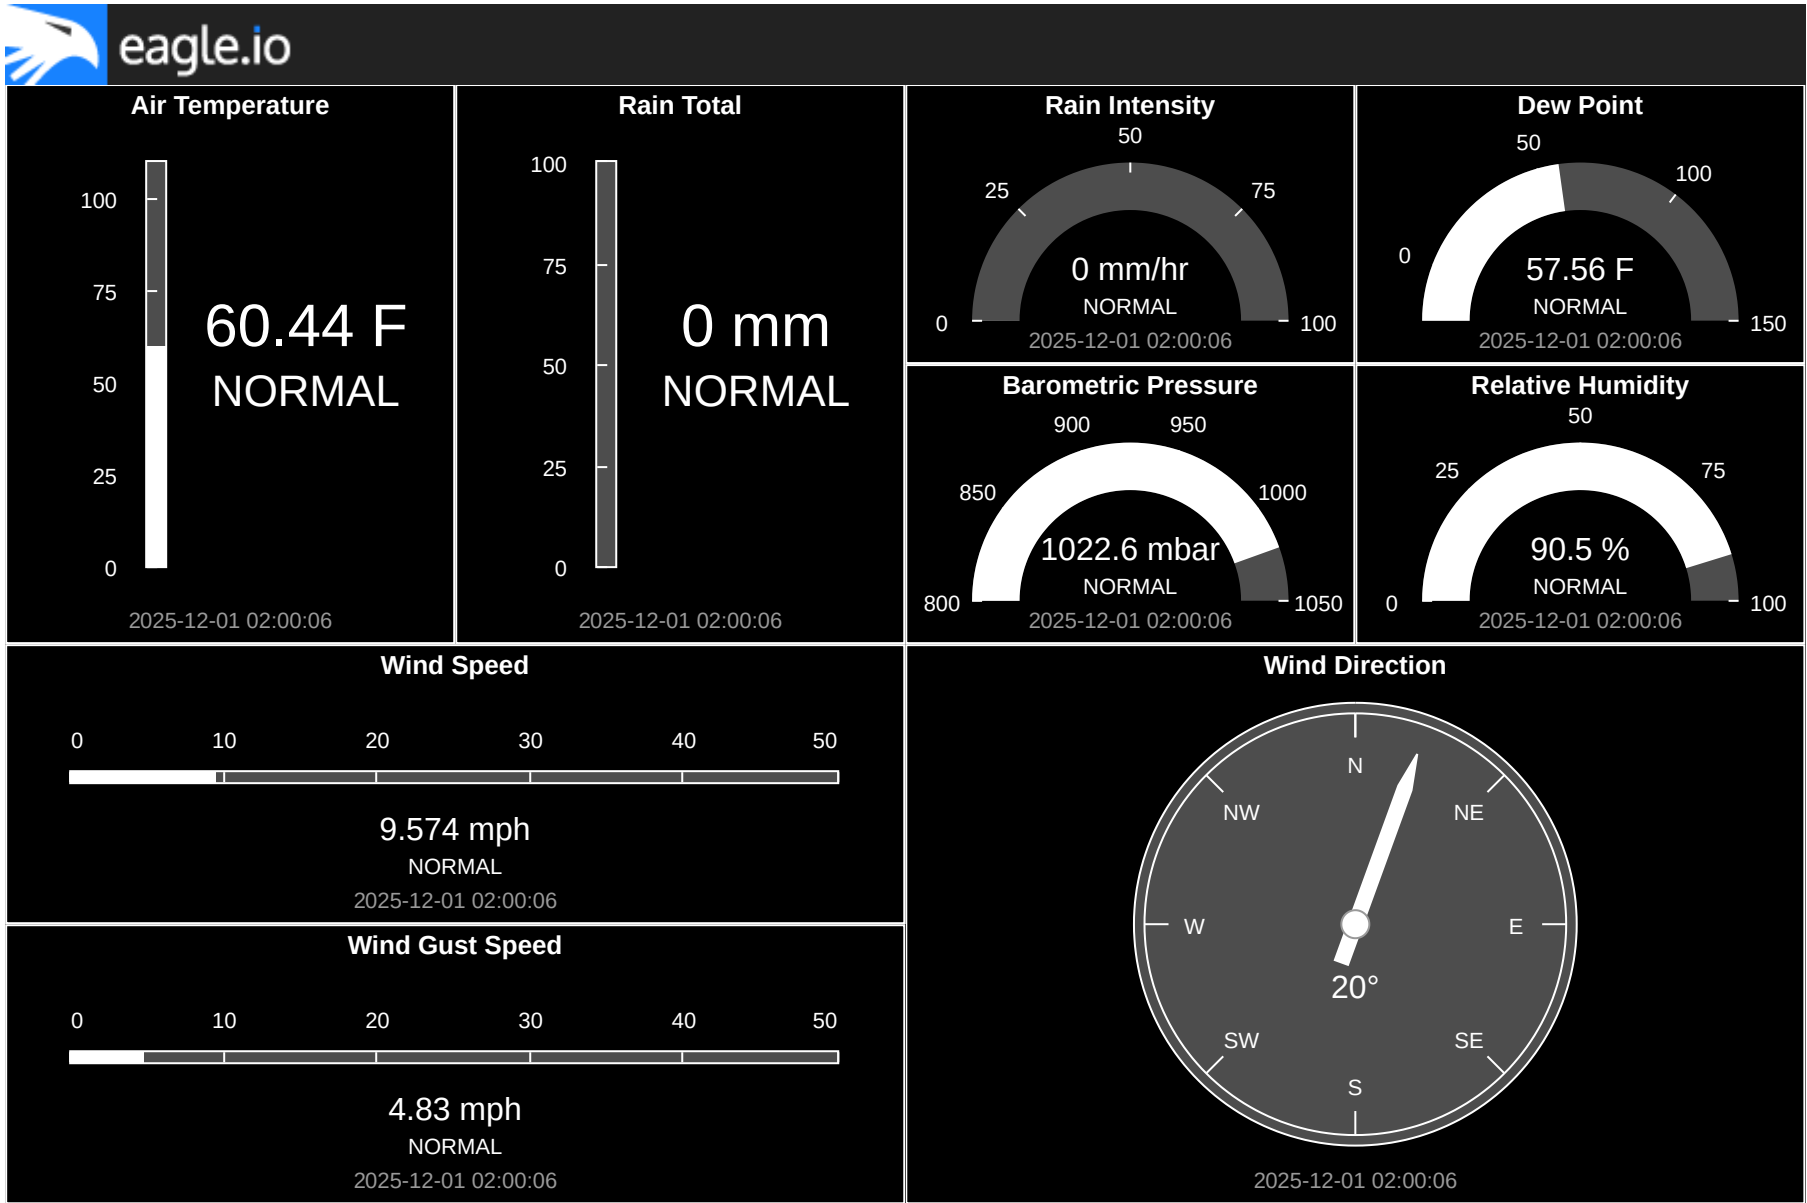 eagle.io
Air Temperature
100
75
50
25
0
60.44 F
NORMAL
2025-12-01 02:00:06
Rain Total
100
75
50
25
0
0 mm
NORMAL
2025-12-01 02:00:06
Rain Intensity
50
25
75
0
100
0 mm/hr
NORMAL
2025-12-01 02:00:06
Dew Point
50
100
0
150
57.56 F
NORMAL
2025-12-01 02:00:06
Barometric Pressure
900
950
850
1000
800
1050
1022.6 mbar
NORMAL
2025-12-01 02:00:06
Relative Humidity
50
25
75
0
100
90.5 %
NORMAL
2025-12-01 02:00:06
Wind Speed
0 10 20 30 40 50
9.574 mph
NORMAL
2025-12-01 02:00:06
Wind Gust Speed
0 10 20 30 40 50
4.83 mph
NORMAL
2025-12-01 02:00:06
Wind Direction
N
NW
NE
W
E
20°
SW
SE
S
2025-12-01 02:00:06